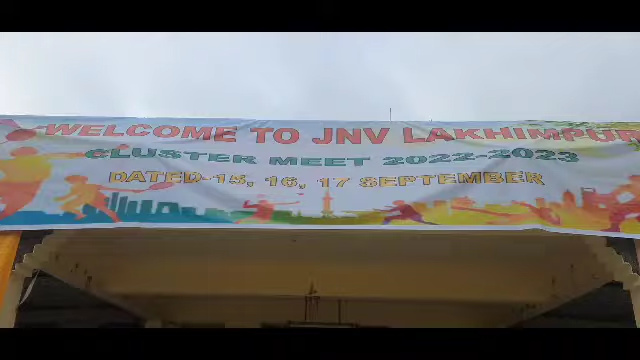 WELCOME TO JNV LAKHIMPUR
CLUSTER MEET 2022-2023
DATED-15, 16, 17 SEPTEMBER